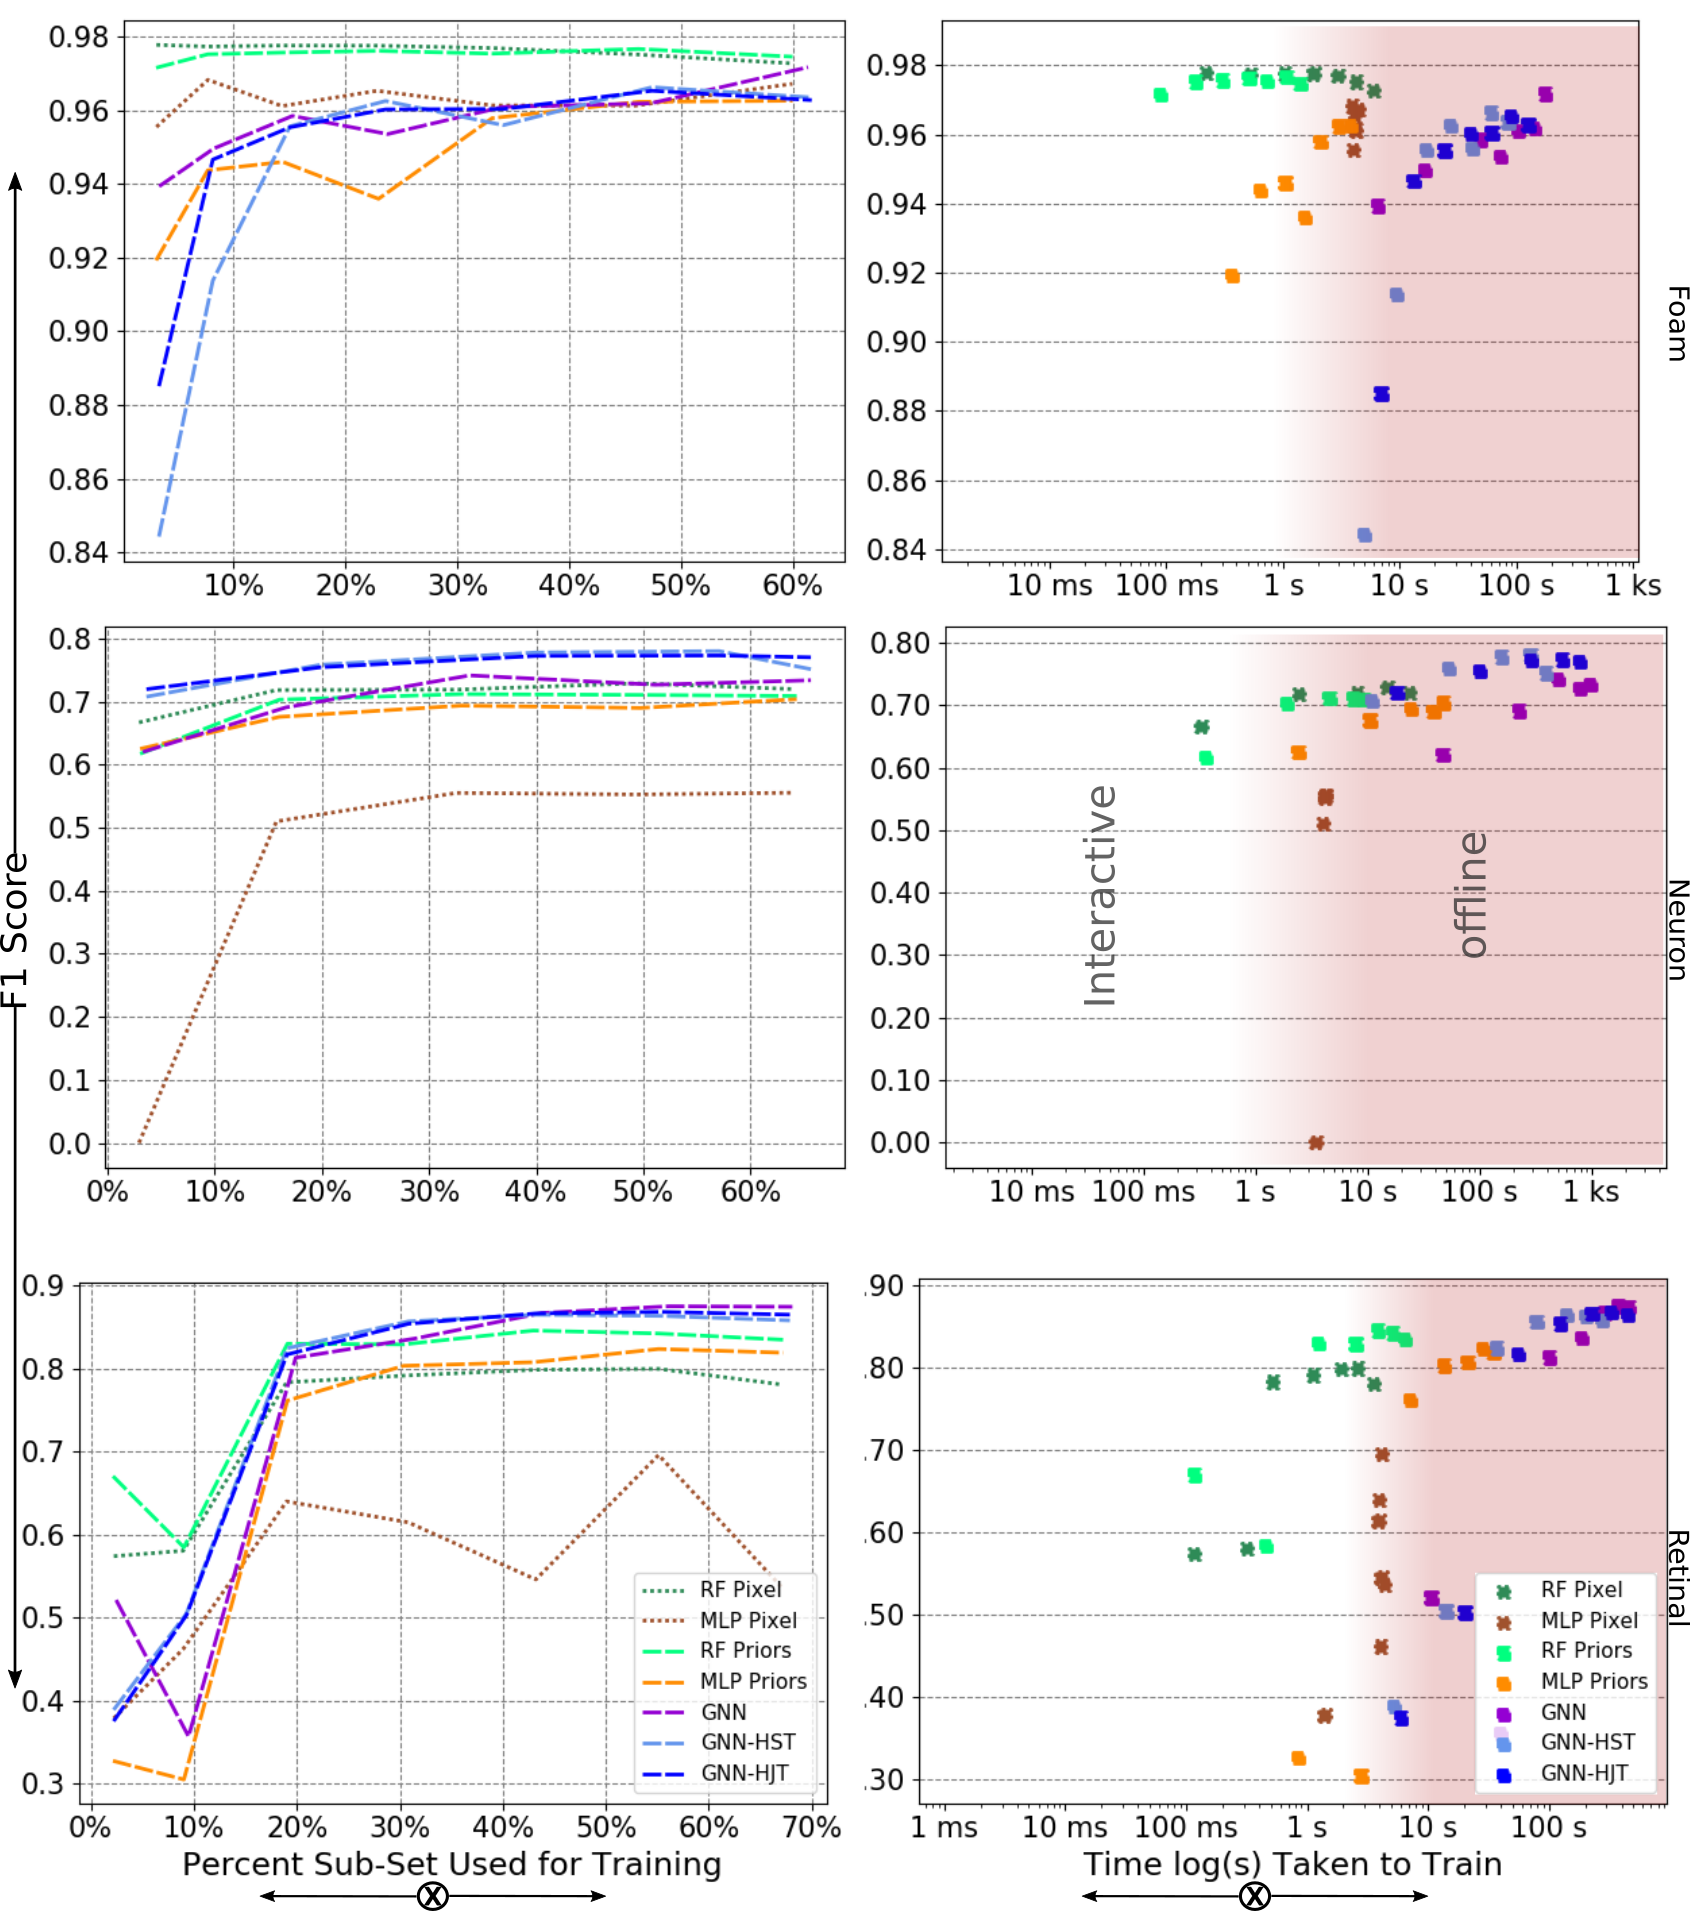 0.98
0.96
0.94
0.92
0.90
0.88
0.86
0.84
10% 20% 30% 40% 50% 60%
0.98
0.96
0.94
0.92
0.90
0.88
0.86
0.84
10 ms 100 ms 1 s 10 s 100 s 1 ks
Foam
F1 Score
0.8
0.7
0.6
0.5
0.4
0.3
0.2
0.1
0.0
0% 10% 20% 30% 40% 50% 60%
0.80
0.70
0.60
0.50
0.40
0.30
0.20
0.10
0.00
Interactive
offline
10 ms 100 ms 1 s 10 s 100 s 1 ks
Neuron
0.9
0.8
0.7
0.6
0.5
0.4
0.3
RF Pixel
MLP Pixel
RF Priors
MLP Priors
GNN
GNN-HST
GNN-HJT
0% 10% 20% 30% 40% 50% 60% 70%
Percent Sub-Set Used for Training
X
.90
.80
.70
.60
.50
.40
.30
RF Pixel
MLP Pixel
RF Priors
MLP Priors
GNN
GNN-HST
GNN-HJT
1 ms 10 ms 100 ms 1 s 10 s 100 s
Time log(s) Taken to Train
X
Retinal